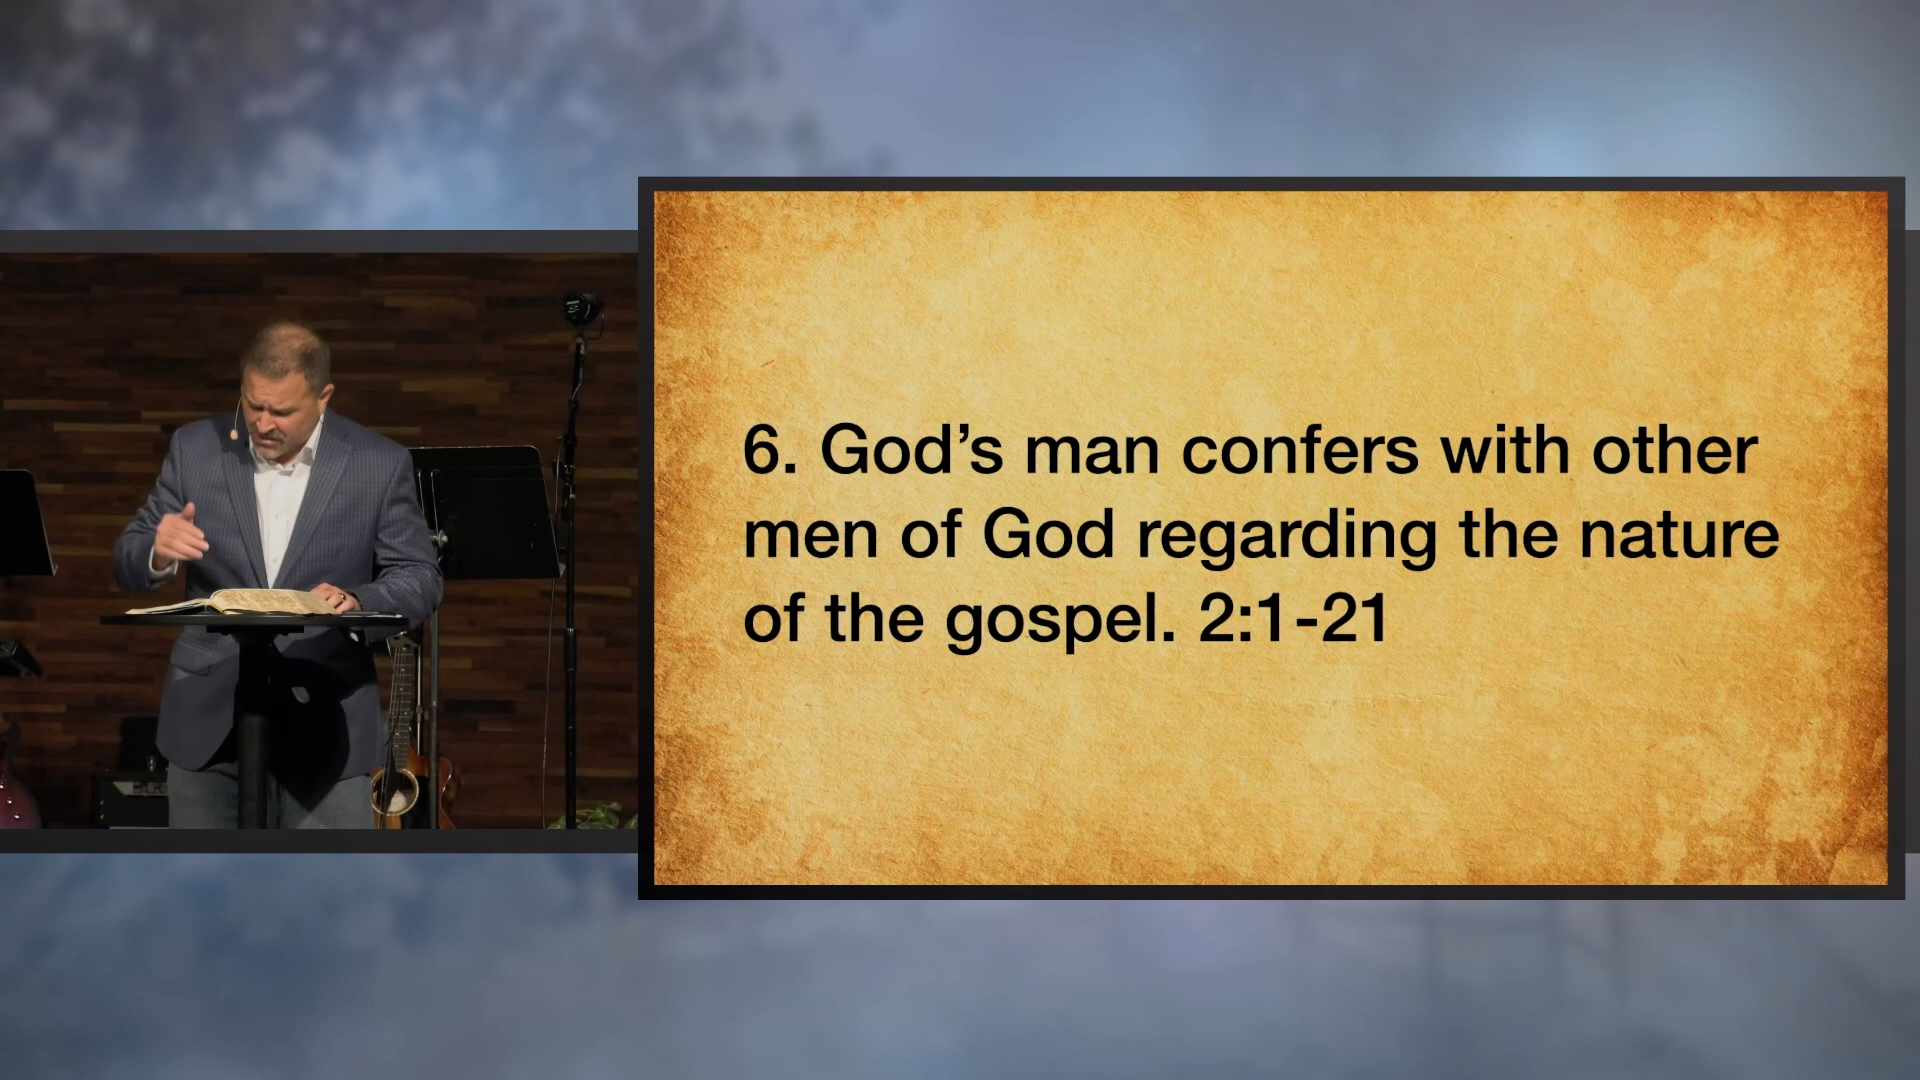 6. God’s man confers with other
men of God regarding the nature
of the gospel. 2:1-21